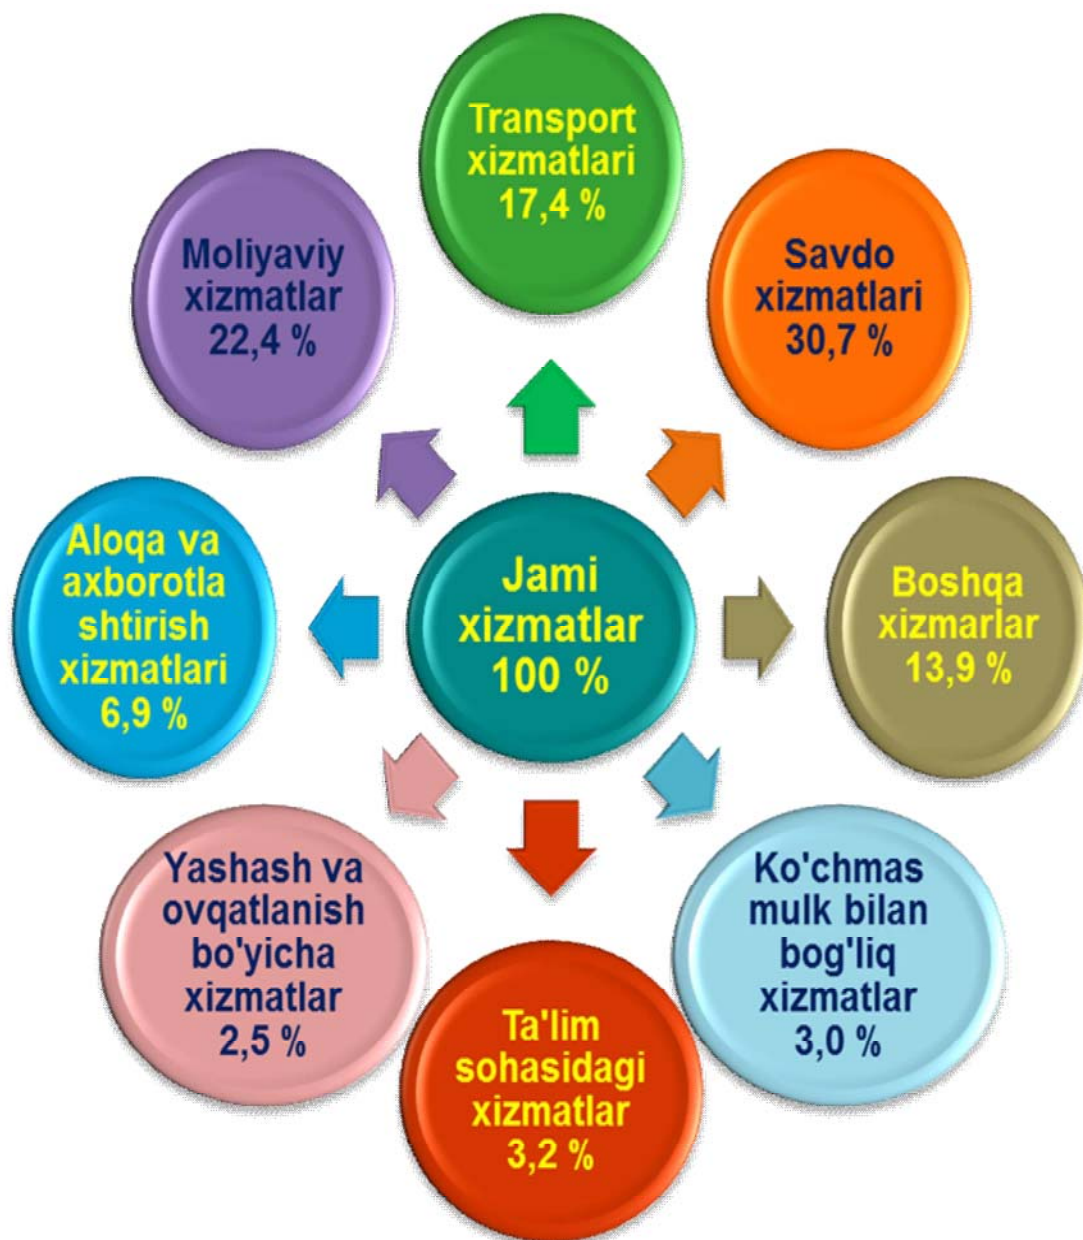 Transport
xizmatlari
17,4 %
Moliyaviy
xizmatlar
22,4 %
Savdo
xizmatlari
30,7 %
Aloqa va
axborotla
shtirish
xizmatlari
6,9 %
Jami
xizmatlar
100 %
Boshqa
xizmarlar
13,9 %
Yashash va
ovqatlanish
bo'yicha
xizmatlar
2,5 %
Ko'chmas
mulk bilan
bog'liq
xizmatlar
3,0 %
Ta'lim
sohasidagi
xizmatlar
3,2 %